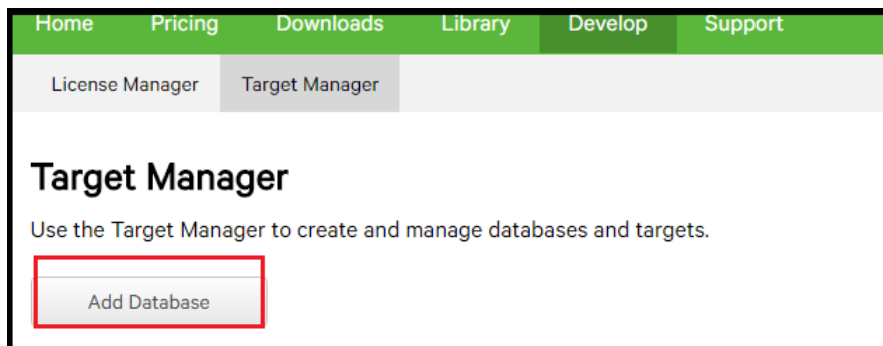 Home Pricing Downloads Library Develop Support
License Manager Target Manager
Target Manager
Use the Target Manager to create and manage databases and targets.
Add Database